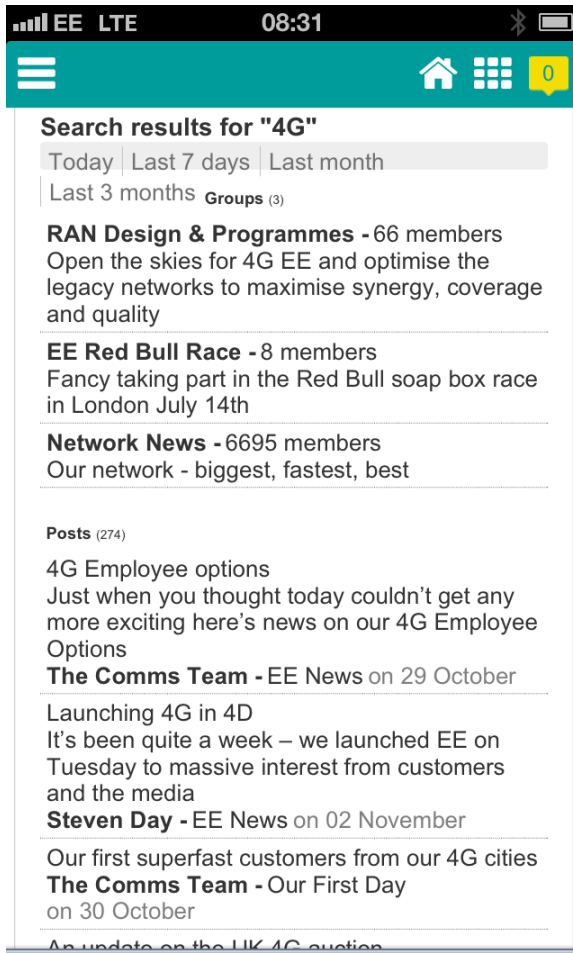 EE LTE 08:31
0
Search results for "4G"
Today Last 7 days Last month
Last 3 months Groups (3)
RAN Design & Programmes - 66 members
Open the skies for 4G EE and optimise the
legacy networks to maximise synergy, coverage
and quality
EE Red Bull Race - 8 members
Fancy taking part in the Red Bull soap box race
in London July 14th
Network News - 6695 members
Our network - biggest, fastest, best
Posts (274)
4G Employee options
Just when you thought today couldn’t get any
more exciting here’s news on our 4G Employee
Options
The Comms Team - EE News on 29 October
Launching 4G in 4D
It’s been quite a week – we launched EE on
Tuesday to massive interest from customers
and the media
Steven Day - EE News on 02 November
Our first superfast customers from our 4G cities
The Comms Team - Our First Day
on 30 October
An update on the UK 4G auction